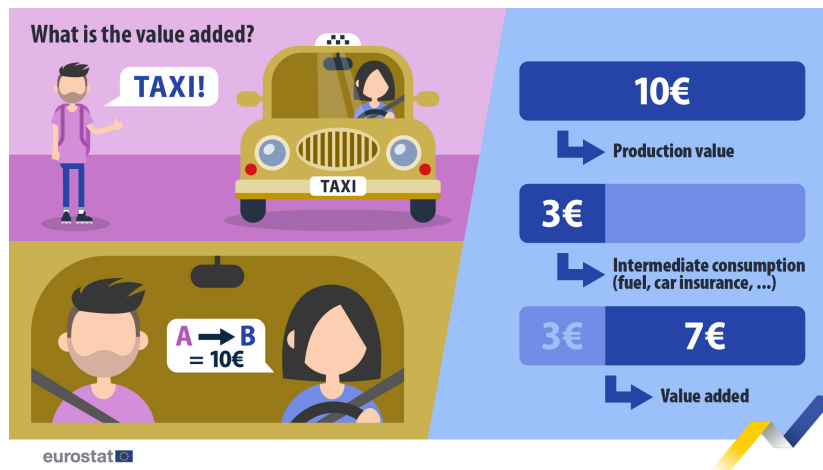 What is the value added?
TAXI!
TAXI
A → B
= 10€
10€
Production value
3€
Intermediate consumption
(fuel, car insurance, ...)
3€ 7€
Value added
eurostat